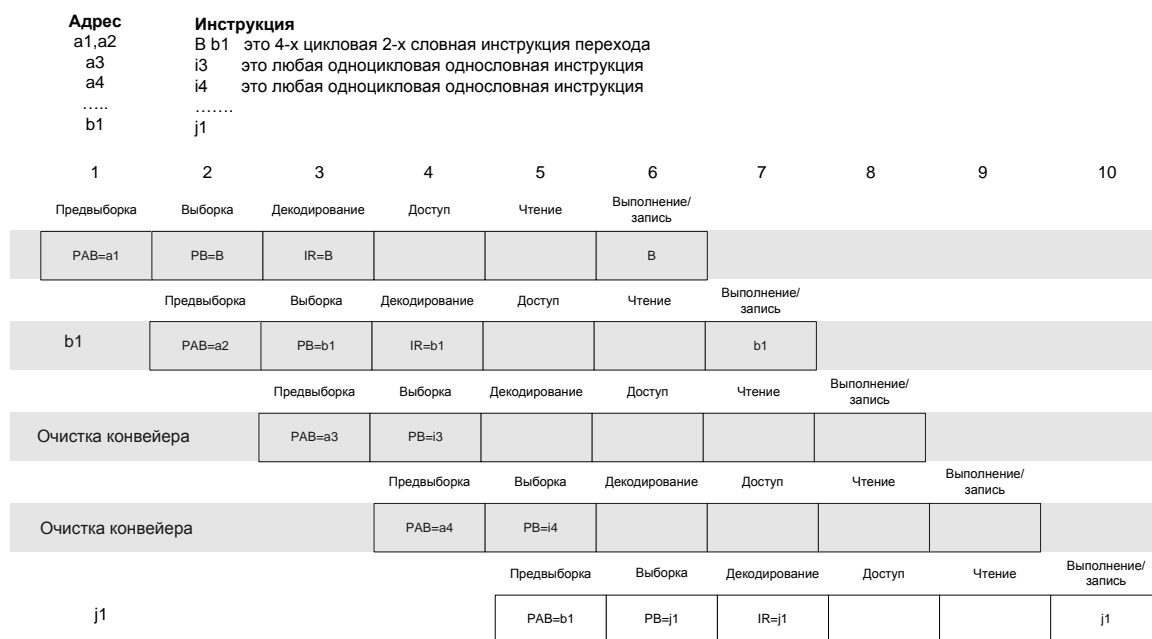 Адрес Инструкция
a1,a2 B b1 это 4-х цикловая 2-х словная инструкция перехода
a3 i3 это любая одноцикловая однословная инструкция
a4 i4 это любая одноцикловая однословная инструкция
….. …….
b1 j1
1 2 3 4 5 6 7 8 9 10
Предвыборка Выборка Декодирование Доступ Чтение Выполнение/
запись
PAB=a1 PB=B IR=B B
Предвыборка Выборка Декодирование Доступ Чтение Выполнение/
запись
b1 PAB=a2 PB=b1 IR=b1 b1
Предвыборка Выборка Декодирование Доступ Чтение Выполнение/
запись
Очистка конвейера PAB=a3 PB=i3
Предвыборка Выборка Декодирование Доступ Чтение Выполнение/
запись
Очистка конвейера PAB=a4 PB=i4
Предвыборка Выборка Декодирование Доступ Чтение Выполнение/
запись
j1 PAB=b1 PB=j1 IR=j1 j1